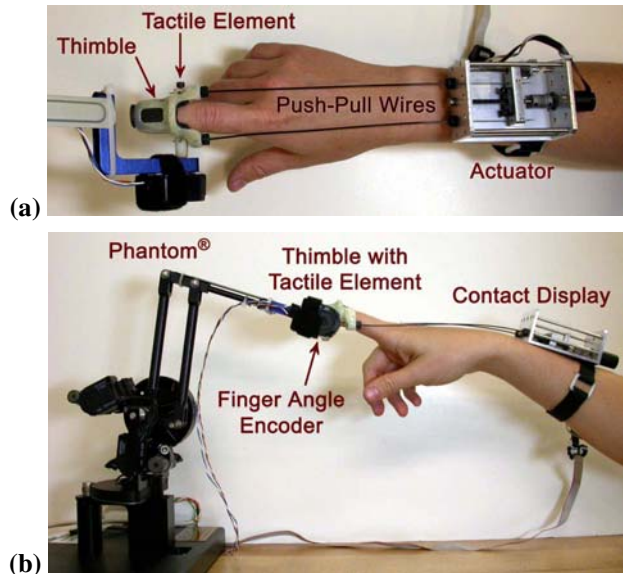 Tactile Element
Thimble
Push-Pull Wires
Actuator
(a)
Phantom®
Thimble with
Tactile Element
Contact Display
Finger Angle
Encoder
(b)